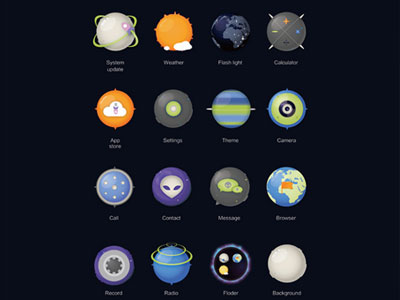 System
update
Weather
Flash light
Calculator
App
store
Settings
Theme
Camera
Call
Contact
Message
Browser
Record
Radio
Floder
Background